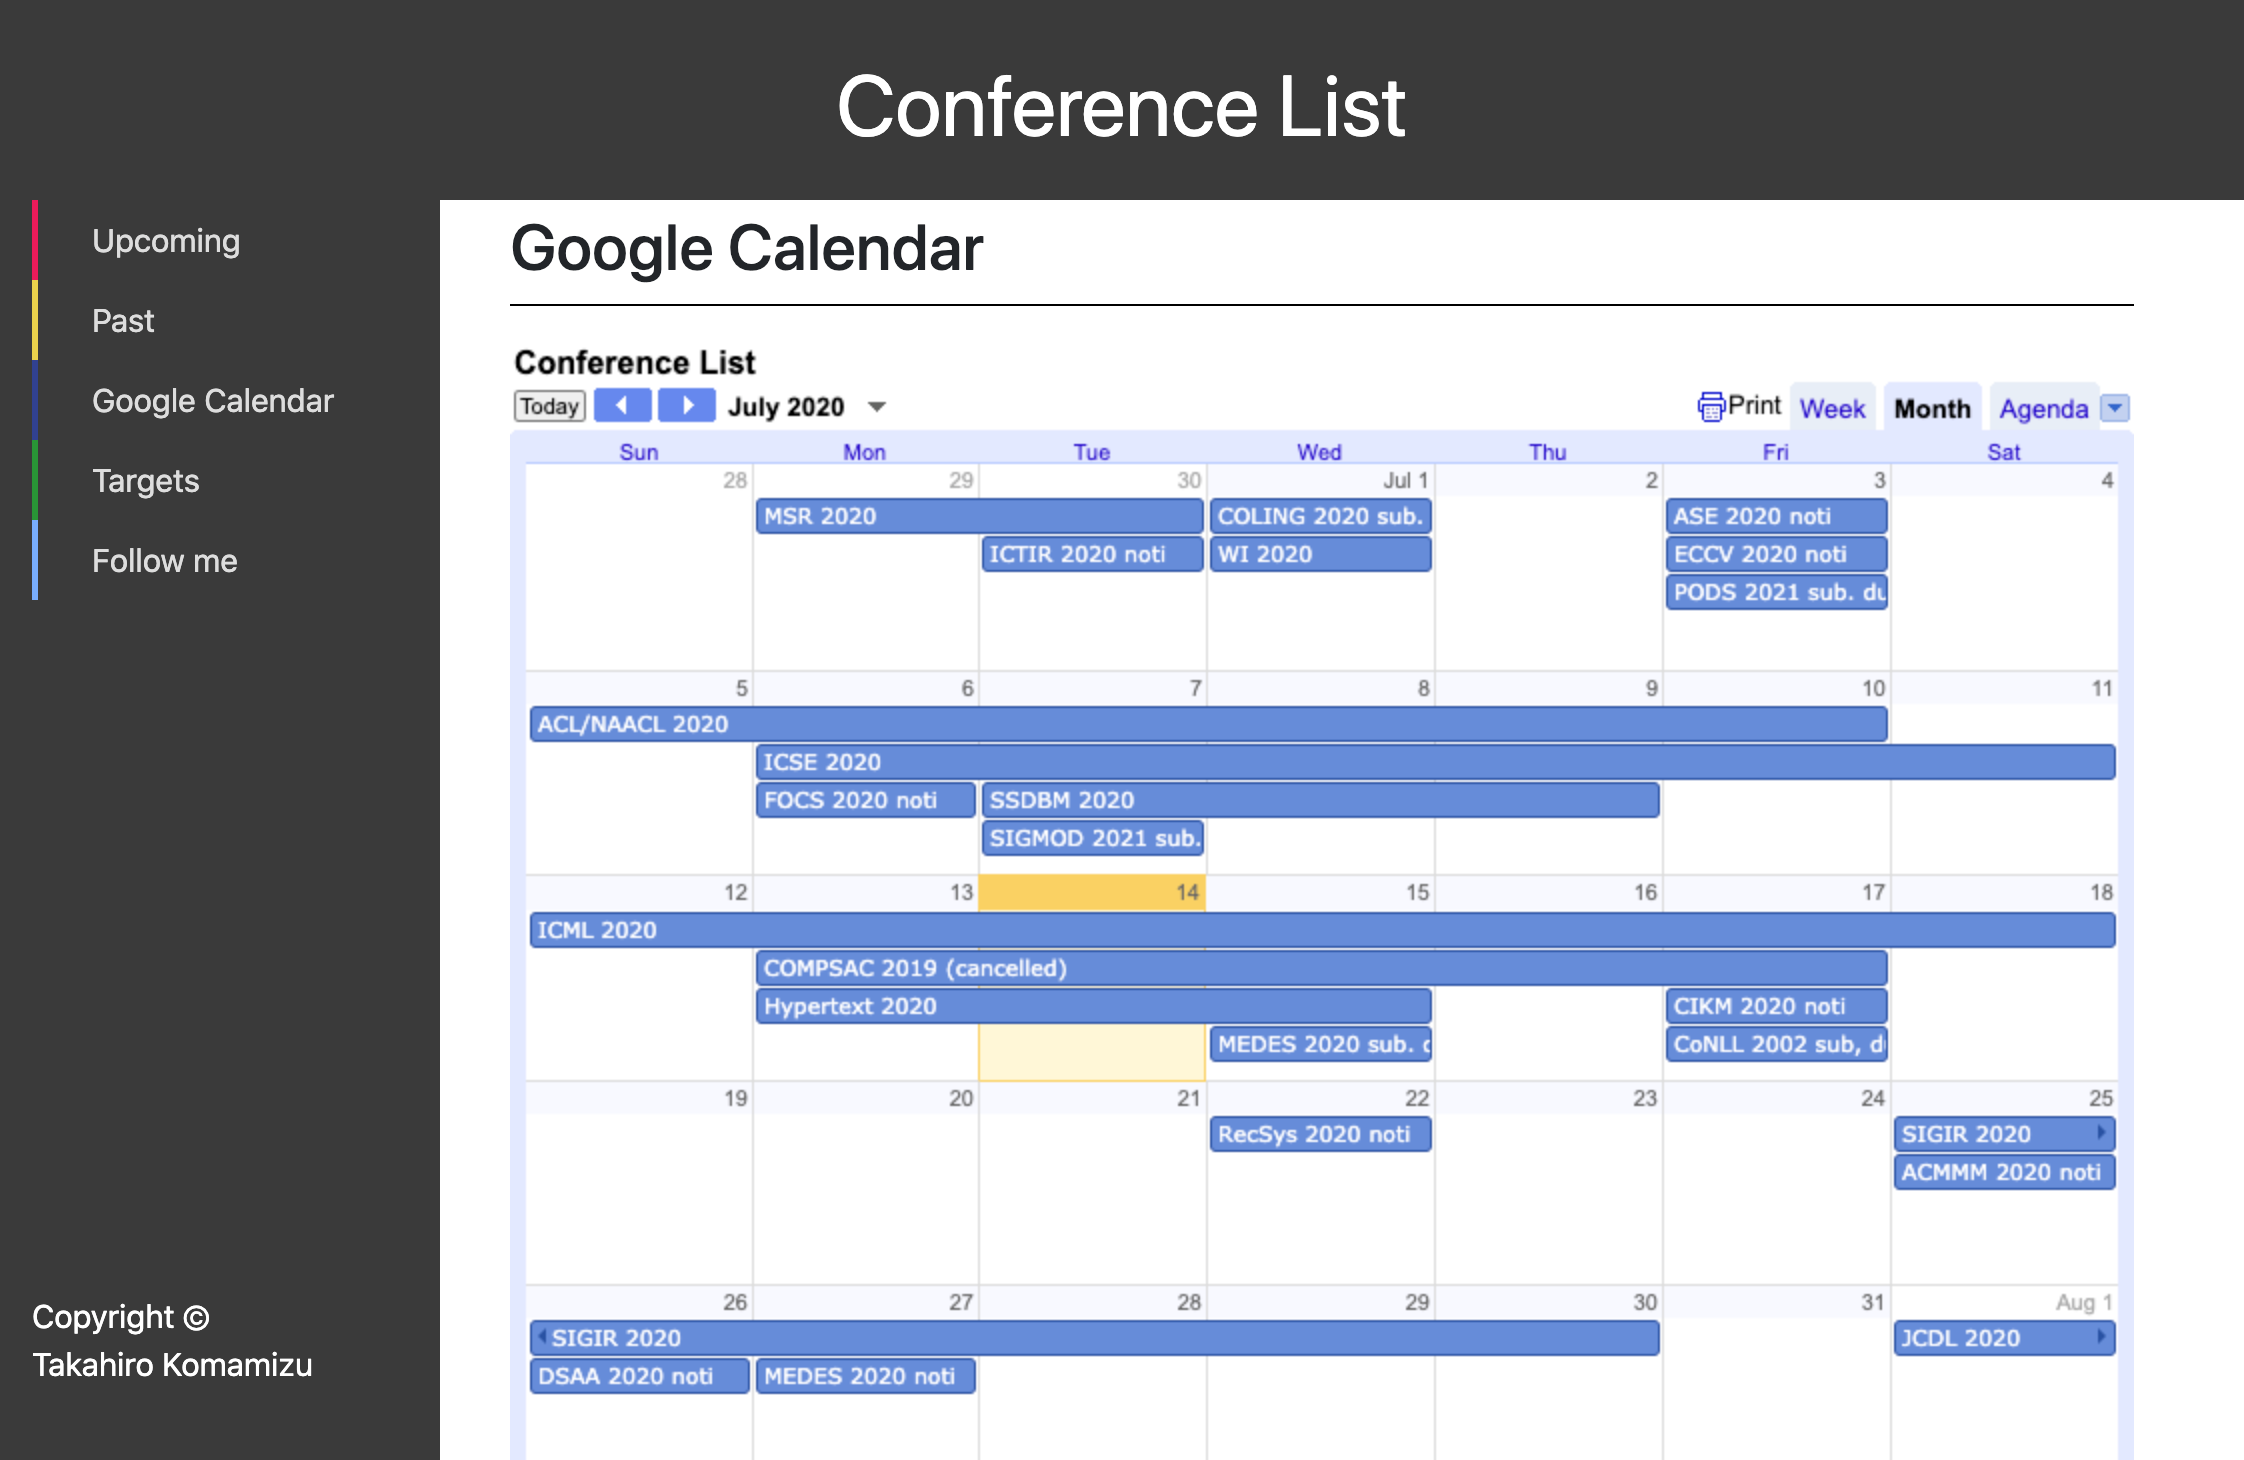 Conference List
Upcoming
Past
Google Calendar
Targets
Follow me
Copyright ©
Takahiro Komamizu
Google Calendar
Conference List
Today July 2020 Print Week Month Agenda
Sun Mon Tue Wed Thu Fri Sat
28 29 30 Jul 1 2 3 4
MSR 2020 COLING 2020 sub. ASE 2020 noti
ICTIR 2020 noti WI 2020 ECCV 2020 noti
PODS 2021 sub.
5 6 7 8 9 10 11
ACL/NAACL 2020
ICSE 2020
FOCS 2020 noti SSDBM 2020
SIGMOD 2021 sub.
12 13 14 15 16 17 18
ICML 2020
COMPSAC 2019 (cancelled)
Hypertext 2020 CIKM 2020 noti
MEDES 2020 sub. CoNLL 2002 sub,
19 20 21 22 23 24 25
RecSys 2020 noti SIGIR 2020
ACMMM 2020 noti
26 27 28 29 30 31 Aug 1
SIGIR 2020 JCDL 2020
DSAA 2020 noti MEDES 2020 noti